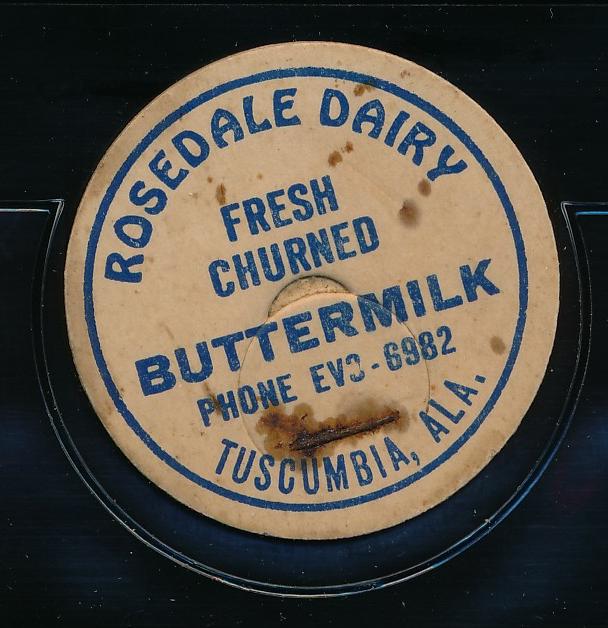 ROSEDALE DAIRY
FRESH
CHURNED
BUTTERMILK
PHONE EV3-6982
TUSCUMBIA, ALA.